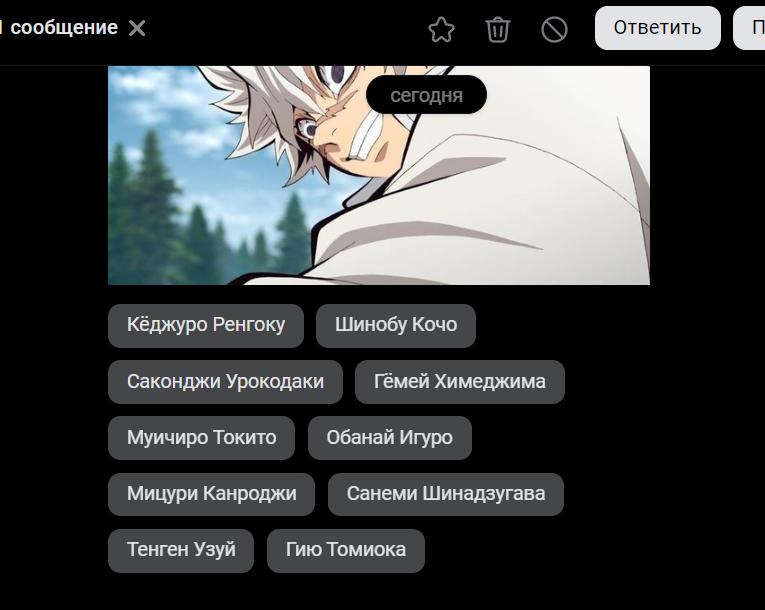 сообщение
Ответить
сегодня
Кёджуро Ренгоку Шинобу Кочо
Саконджи Урокодаки Гёмей Химеджима
Муичиро Токито Обанай Игуро
Мицури Канроджи Санеми Шинадзугава
Тенген Узуй Гию Томиока